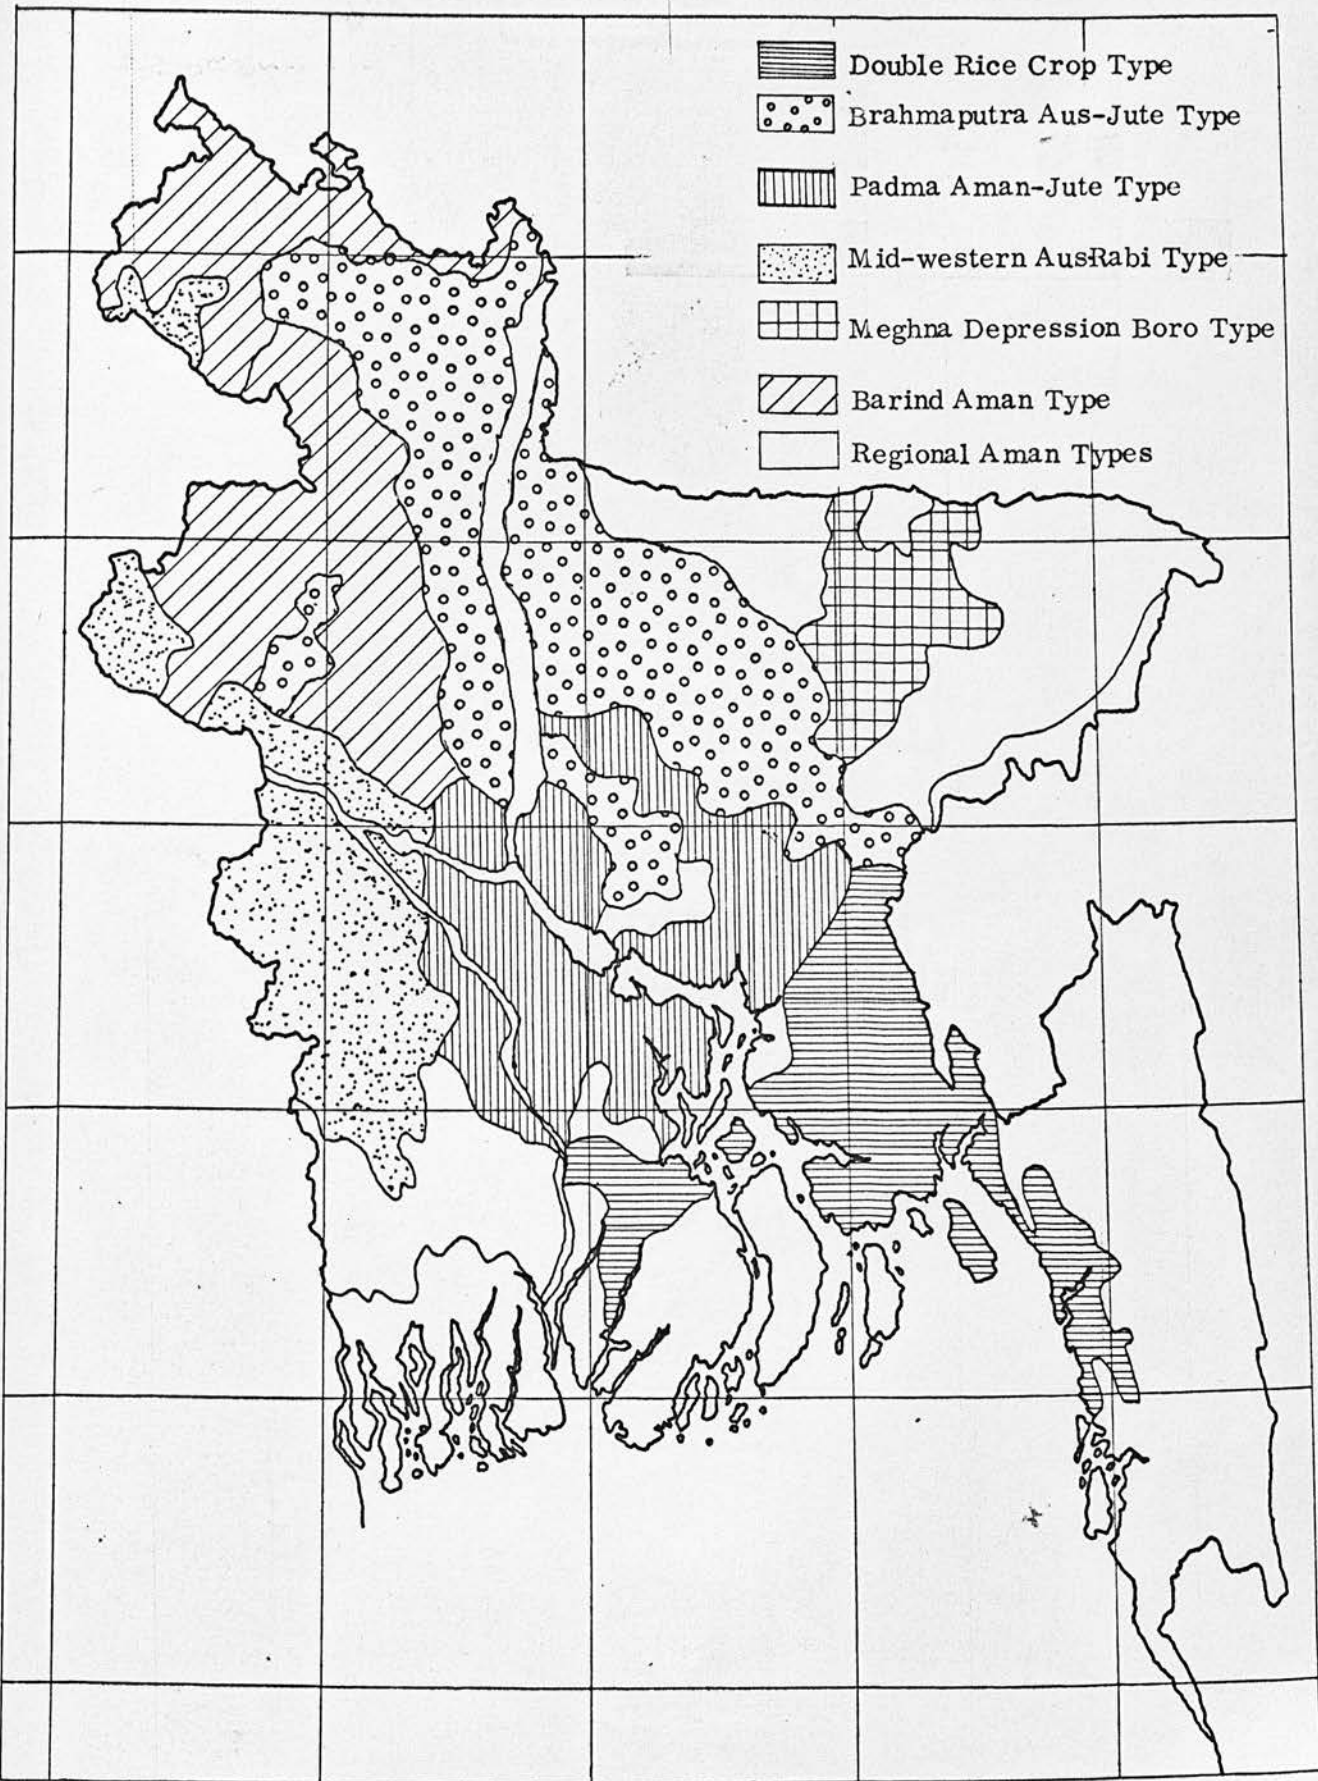 Double Rice Crop Type
Brahmaputra Aus-Jute Type
Padma Aman-Jute Type
Mid-western AusRabi Type
Meghna Depression Boro Type
Barind Aman Type
Regional Aman Types